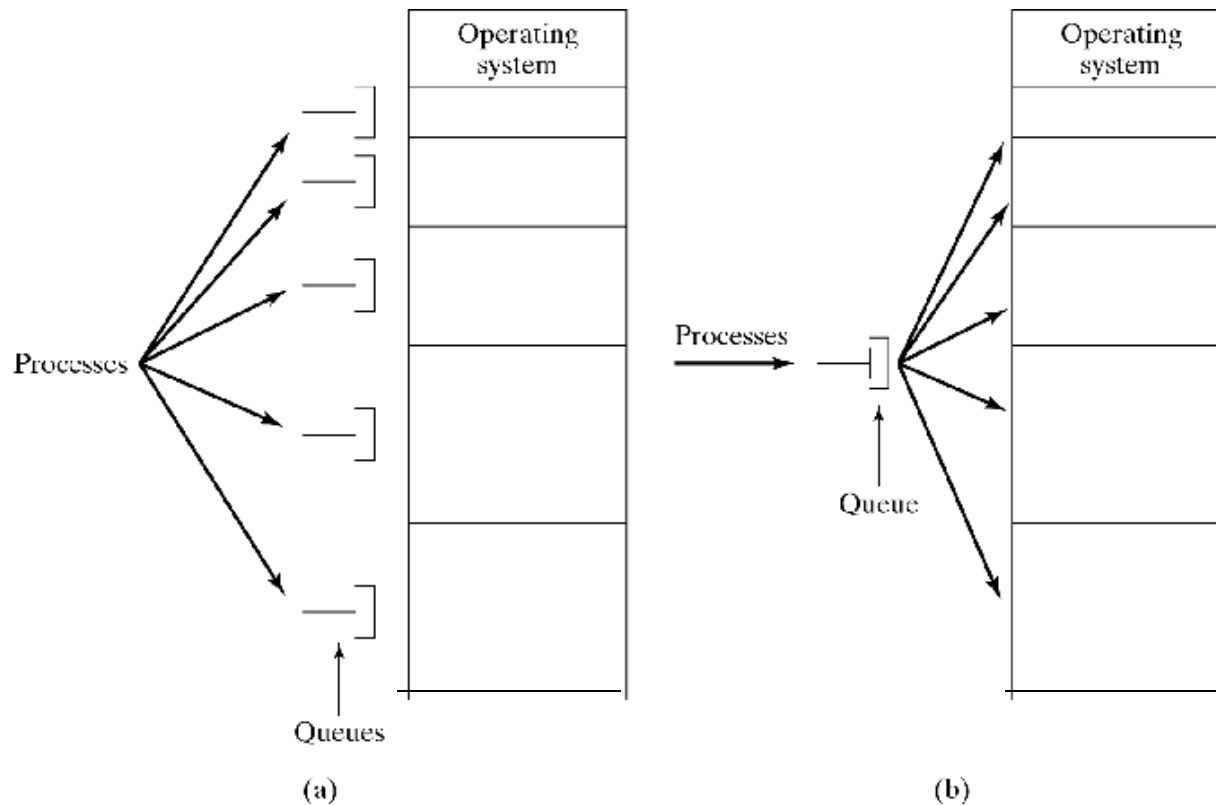 Operating
system
Processes
Queues
(a)
Operating
system
Processes
Queue
(b)